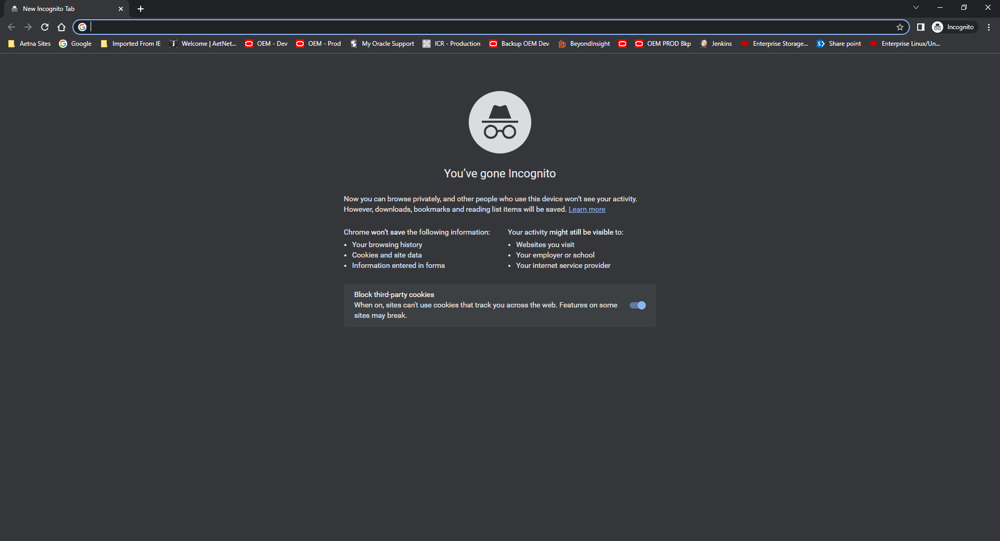 New Incognito Tab
Incognito
Aetna Sites
Google
Imported From IE
Welcome | AetNet...
OEM - Dev
OEM - Prod
My Oracle Support
ICR - Production
Backup OEM Dev
BeyondInsight
OEM PROD Bkp
Jenkins
Enterprise Storage...
Share point
Enterprise Linux/Un...
You’ve gone Incognito
Now you can browse privately, and other people who use this device won’t see your activity.
However, downloads, bookmarks and reading list items will be saved. Learn more
Chrome won’t save the following information:
Your browsing history
Cookies and site data
Information entered in forms
Your activity might still be visible to:
Websites you visit
Your employer or school
Your internet service provider
Block third-party cookies
When on, sites can't use cookies that track you across the web. Features on some
sites may break.